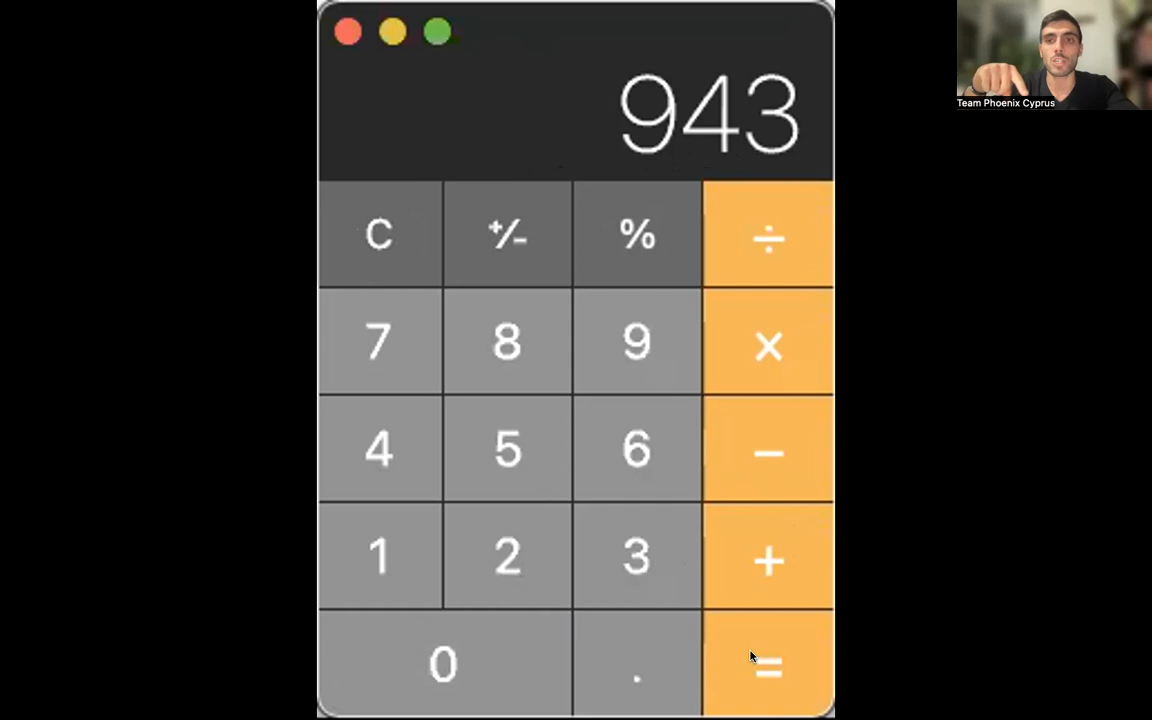 943
C +/- % ÷
7 8 9 ×
4 5 6 −
1 2 3 +
0 . =
Team Phoenix Cyprus